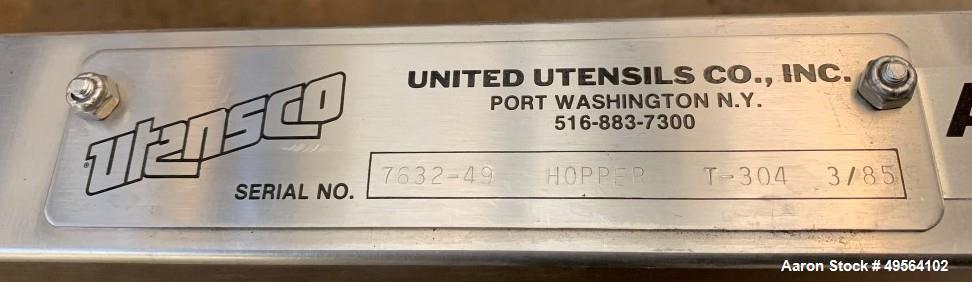 utensco ®
UNITED UTENSILS CO., INC.
PORT WASHINGTON N.Y.
516-883-7300
SERIAL NO. 7632-49 HOPPER T-304 3/85
Aaron Stock # 49564102